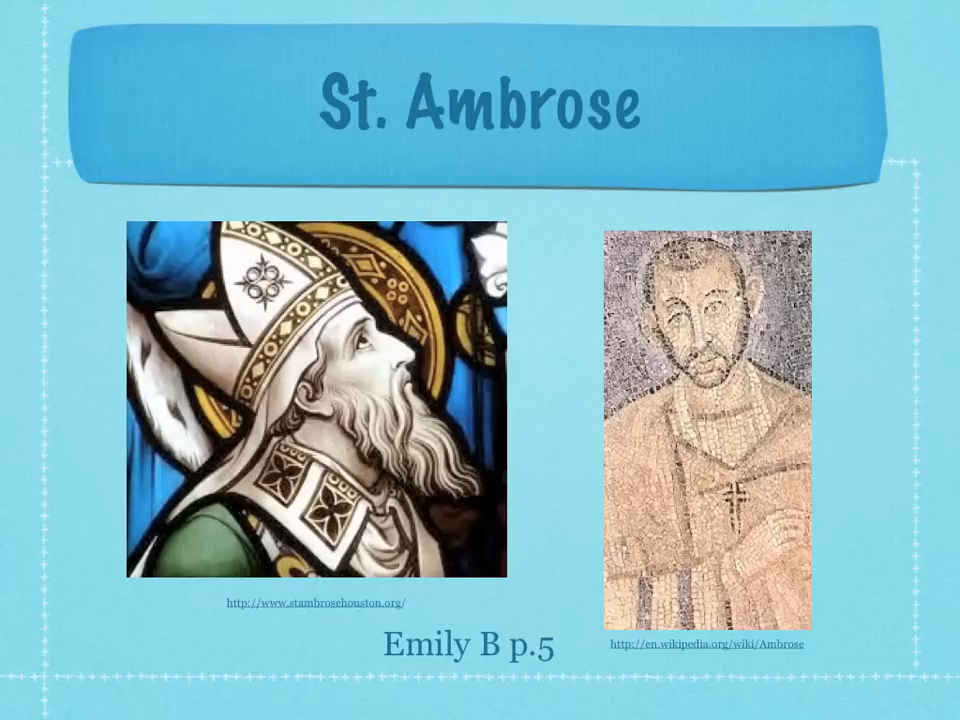 St. Ambrose
http://www.stambrosehouston.org/
Emily B p.5
http://en.wikipedia.org/wiki/Ambrose